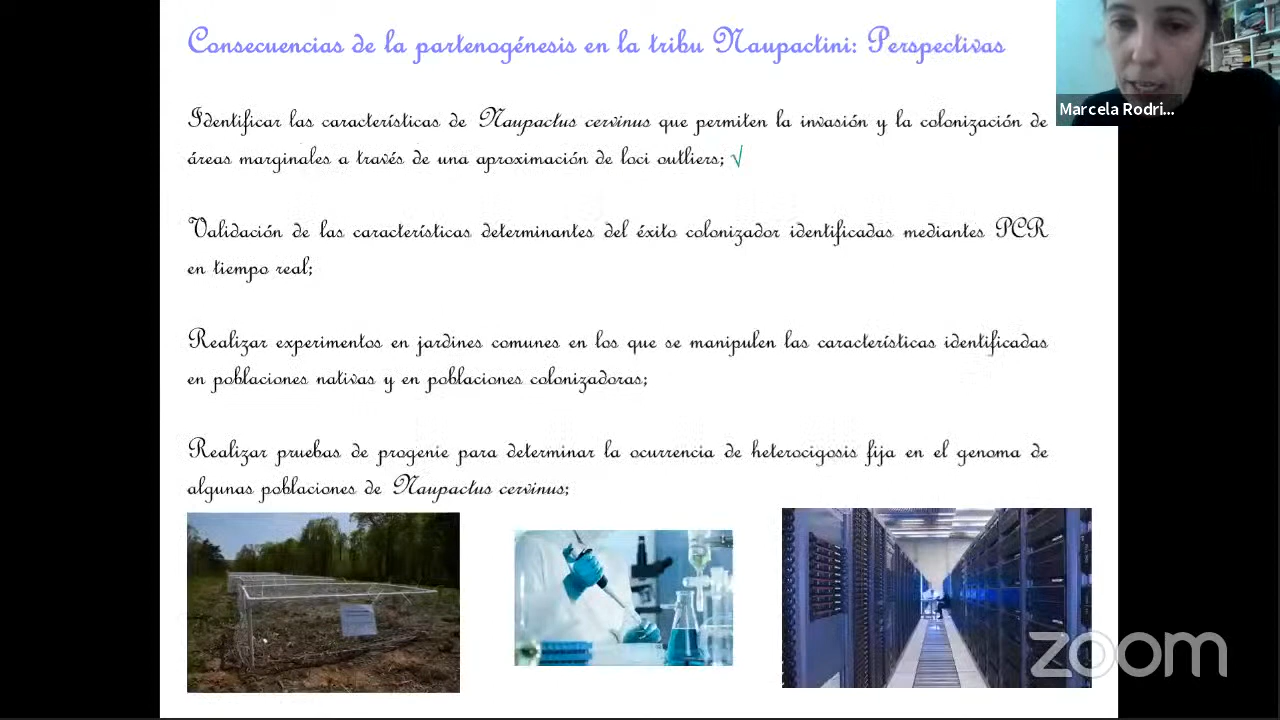 Consecuencias de la partenogénesis en la tribu Naupactini: Perspectivas
Marcela Rodri...
Identificar las características de Naupactus cervinus que permiten la invasión y la colonización de
áreas marginales a través de una aproximación de loci outliers; √
Validación de las características determinantes del éxito colonizador identificadas mediantes PCR
en tiempo real;
Realizar experimentos en jardines comunes en los que se manipulen las características identificadas
en poblaciones nativas y en poblaciones colonizadoras;
Realizar pruebas de progenie para determinar la ocurrencia de heterocigosis fija en el genoma de
algunas poblaciones de Naupactus cervinus;
zoom